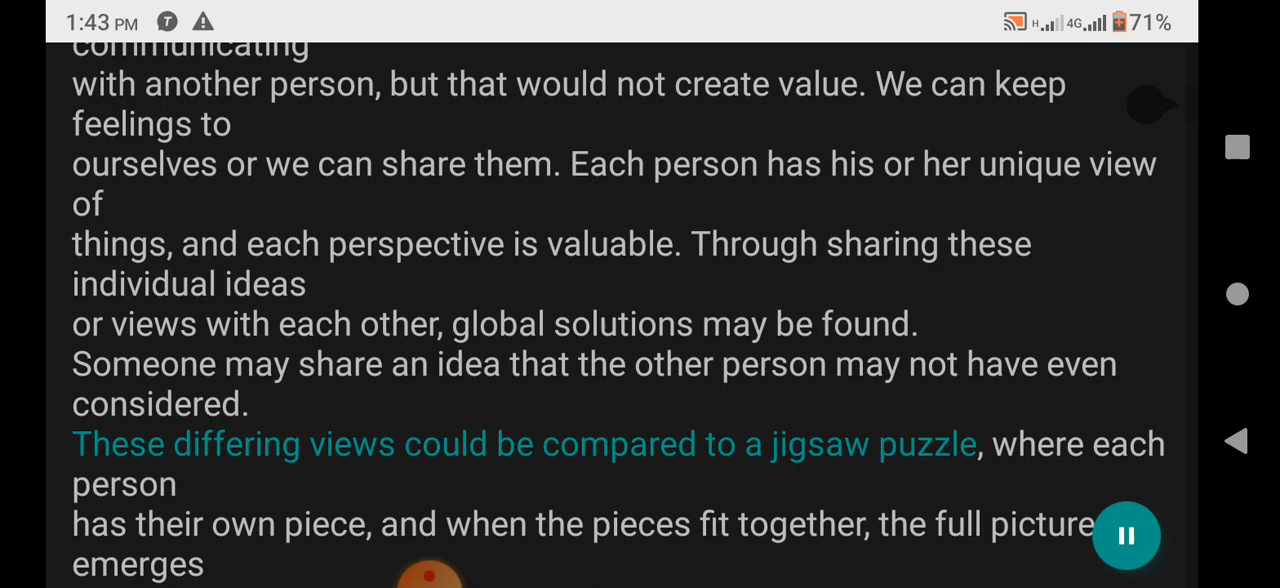 1:43 PM
H 4G 71%
communicating
with another person, but that would not create value. We can keep
feelings to
ourselves or we can share them. Each person has his or her unique view
of
things, and each perspective is valuable. Through sharing these
individual ideas
or views with each other, global solutions may be found.
Someone may share an idea that the other person may not have even
considered.
These differing views could be compared to a jigsaw puzzle, where each
person
has their own piece, and when the pieces fit together, the full picture
emerges